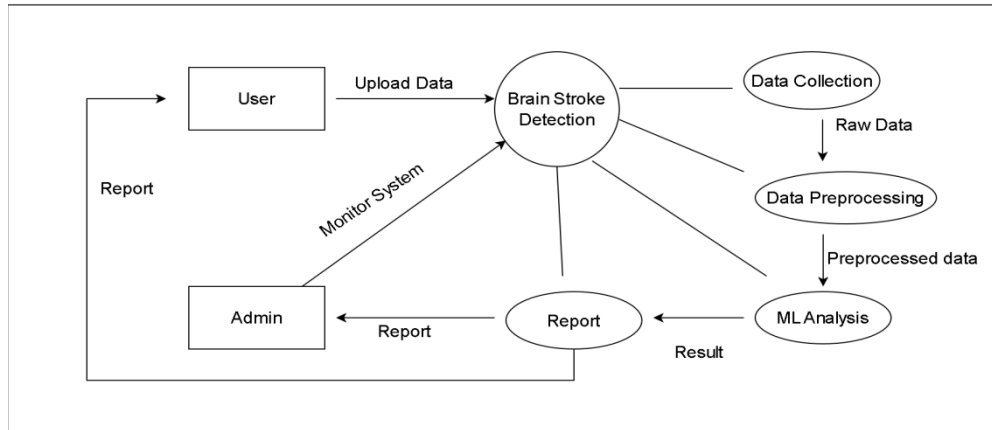 User
Upload Data
Brain Stroke
Detection
Data Collection
Raw Data
Report
Monitor System
Data Preprocessing
Preprocessed data
Admin
Report
Report
Result
ML Analysis